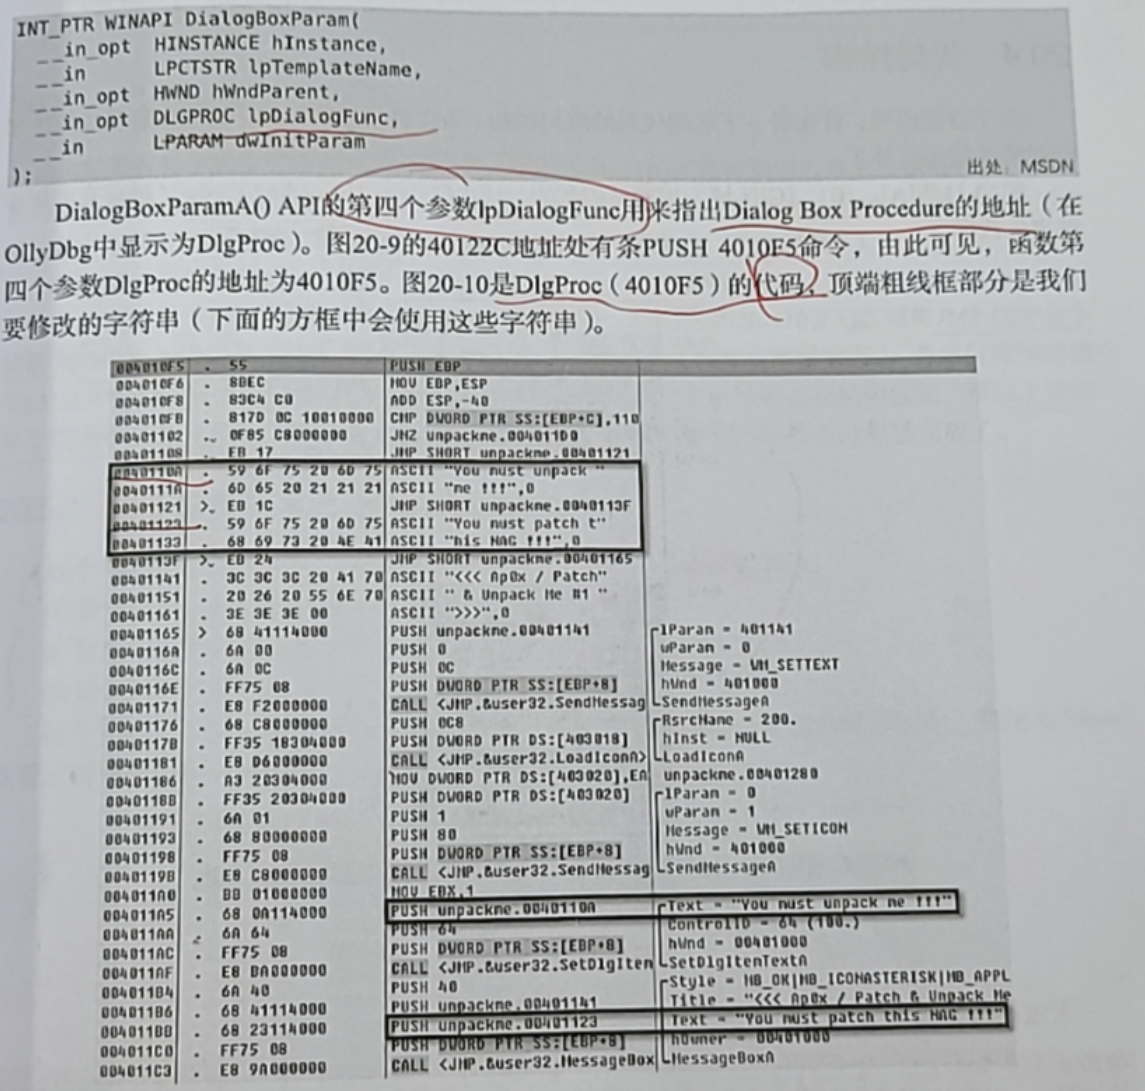 INT_PTR WINAPI DialogBoxParam(
__in_opt HINSTANCE hInstance,
__in LPCTSTR lpTemplateName,
__in_opt HWND hWndParent,
__in_opt DLGPROC lpDialogFunc,
__in LPARAM dwInitParam
);
出处：MSDN
DialogBoxParamA() API的第四个参数lpDialogFunc用来指出Dialog Box Procedure的地址（在
OllyDbg中显示为DlgProc）。图20-9的40122C地址处有条PUSH 4010F5命令，由此可见，函数第
四个参数DlgProc的地址为4010F5。图20-10是DlgProc（4010F5）的代码，顶端粗线框部分是我们
要修改的字符串（下面的方框中会使用这些字符串）。
004010F5 . 55 PUSH EBP
004010F6 . 8BEC MOV EBP,ESP
004010F8 . 83C4 C0 ADD ESP,-40
004010FB . 817D 0C 10010000 CMP DWORD PTR SS:[EBP+C],110
00401102 ., 0F85 C8000000 JNZ unpackme.004011D0
00401108 ., EB 17 JMP SHORT unpackme.00401121
0040110A . 59 6F 75 20 6D 75 ASCII "You must unpack "
0040111A . 6D 65 20 21 21 21 ASCII "me !!!",0
00401121 >, EB 1C JMP SHORT unpackme.0040113F
00401123 . 59 6F 75 20 6D 75 ASCII "You must patch t"
00401133 . 68 69 73 20 4E 41 ASCII "his NAG !!!",0
0040113F >, EB 24 JMP SHORT unpackme.00401165
00401141 . 3C 3C 3C 20 41 70 ASCII "<<< Ap0x / Patch"
00401151 . 20 26 20 55 6E 70 ASCII " & Unpack Me #1 "
00401161 . 3E 3E 3E 00 ASCII ">>>",0
00401165 > 68 41114000 PUSH unpackme.00401141 lParam = 401141
0040116A . 6A 00 PUSH 0 wParam = 0
0040116C . 6A 0C PUSH 0C Message = WM_SETTEXT
0040116E . FF75 08 PUSH DWORD PTR SS:[EBP+8] hWnd = 401000
00401171 . E8 F2000000 CALL <JMP.&user32.SendMessag SendMessageA
00401176 . 68 C8000000 PUSH 0C8 RsrcName = 200.
0040117B . FF35 18304000 PUSH DWORD PTR DS:[403018] hInst = NULL
00401181 . E8 D6000000 CALL <JMP.&user32.LoadIconA> LoadIconA
00401186 . A3 20304000 MOV DWORD PTR DS:[403020],EA unpackme.00401280
0040118B . FF35 20304000 PUSH DWORD PTR DS:[403020] lParam = 0
00401191 . 6A 01 PUSH 1 wParam = 1
00401193 . 68 80000000 PUSH 80 Message = WM_SETICON
00401198 . FF75 08 PUSH DWORD PTR SS:[EBP+8] hWnd = 401000
0040119B . E8 C8000000 CALL <JMP.&user32.SendMessag SendMessageA
004011A0 . BB 01000000 MOV EBX,1
004011A5 . 68 0A114000 PUSH unpackme.0040110A Text = "You must unpack me !!!"
004011AA . 6A 64 PUSH 64 ControlID = 64 (100.)
004011AC . FF75 08 PUSH DWORD PTR SS:[EBP+8] hWnd = 00401000
004011AF . E8 BA000000 CALL <JMP.&user32.SetDlgIten SetDlgItemTextA
004011B4 . 6A 40 PUSH 40 Style = MB_OK|MB_ICONASTERISK|MB_APPL
004011B6 . 68 41114000 PUSH unpackme.00401141 Title = "<<< Ap0x / Patch & Unpack Me
004011BB . 68 23114000 PUSH unpackme.00401123 Text = "You must patch this NAG !!!"
004011C0 . FF75 08 PUSH DWORD PTR SS:[EBP+8] hOwner = 00401000
004011C3 . E8 9A000000 CALL <JMP.&user32.MessageBox MessageBoxA